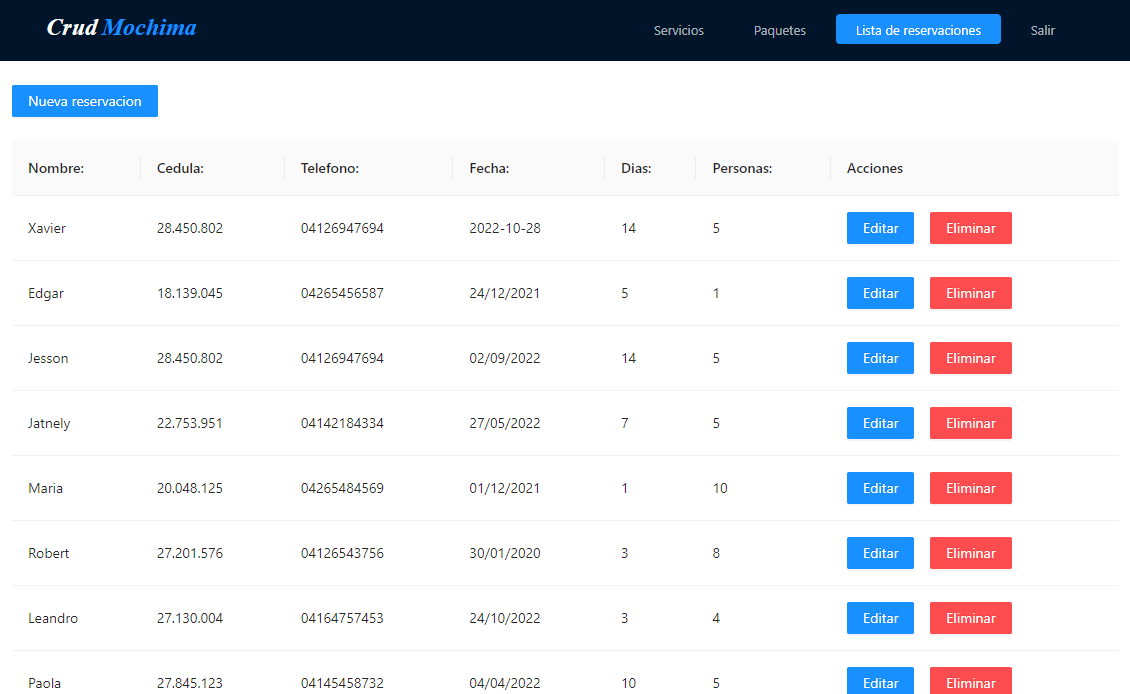 Crud Mochima Servicios Paquetes Lista de reservaciones Salir
Nueva reservacion
Nombre: Cedula: Telefono: Fecha: Dias: Personas: Acciones
Xavier 28.450.802 04126947694 2022-10-28 14 5 Editar Eliminar
Edgar 18.139.045 04265456587 24/12/2021 5 1 Editar Eliminar
Jesson 28.450.802 04126947694 02/09/2022 14 5 Editar Eliminar
Jatnely 22.753.951 04142184334 27/05/2022 7 5 Editar Eliminar
Maria 20.048.125 04265484569 01/12/2021 1 10 Editar Eliminar
Robert 27.201.576 04126543756 30/01/2020 3 8 Editar Eliminar
Leandro 27.130.004 04164757453 24/10/2022 3 4 Editar Eliminar
Paola 27.845.123 04145458732 04/04/2022 10 5 Editar Eliminar